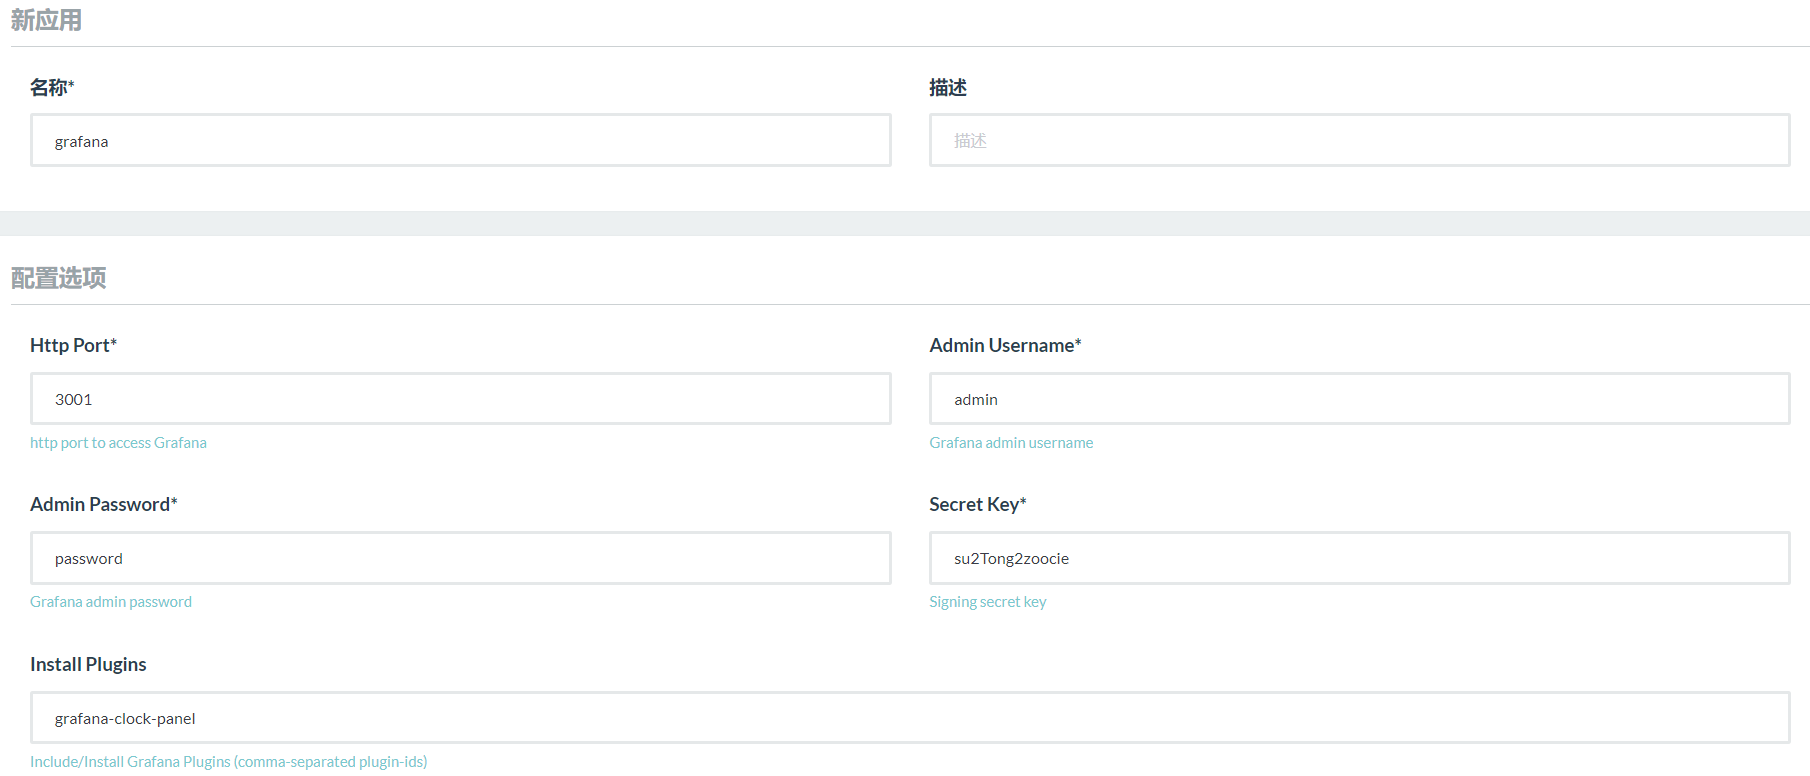 新应用
名称*
描述
grafana
描述
配置选项
Http Port*
Admin Username*
3001
admin
http port to access Grafana
Grafana admin username
Admin Password*
Secret Key*
password
su2Tong2zoocie
Grafana admin password
Signing secret key
Install Plugins
grafana-clock-panel
Include/Install Grafana Plugins (comma-separated plugin-ids)